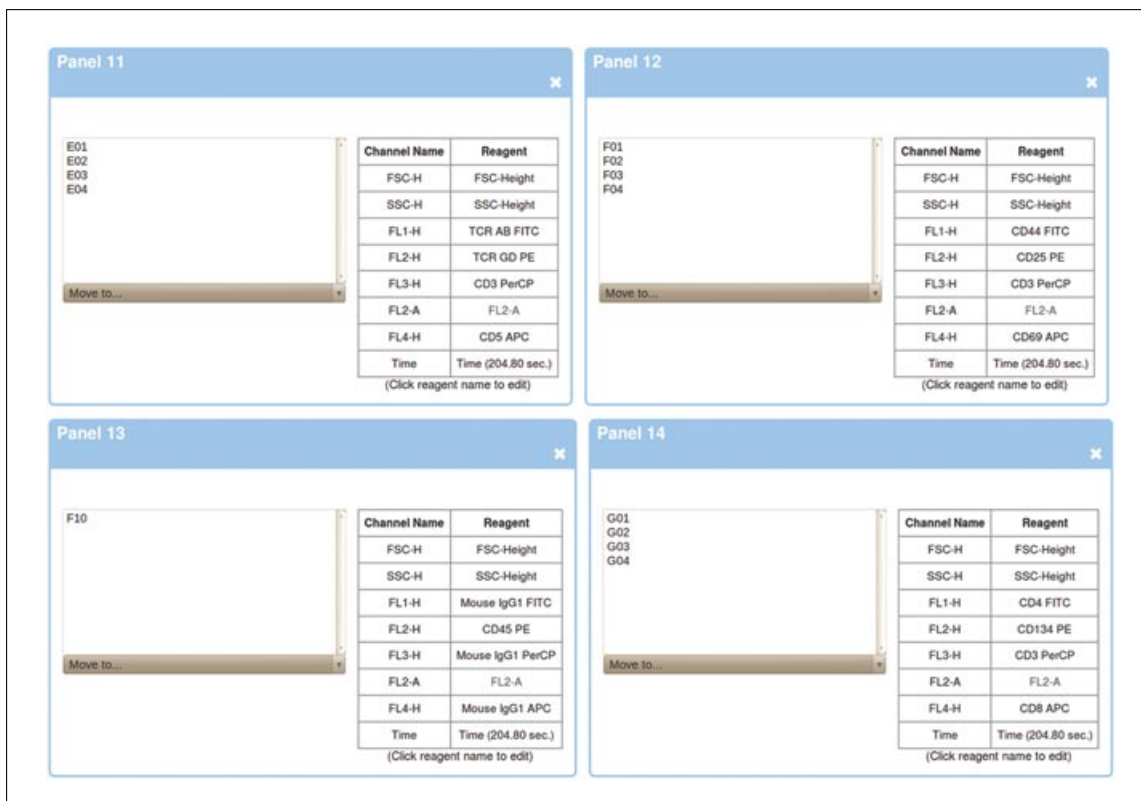 Panel 11
✖
E01
E02
E03
E04
Move to...
Channel Name Reagent
FSC-H FSC-Height
SSC-H SSC-Height
FL1-H TCR AB FITC
FL2-H TCR GD PE
FL3-H CD3 PerCP
FL2-A FL2-A
FL4-H CD5 APC
Time Time (204.80 sec.)
(Click reagent name to edit)
Panel 12
✖
F01
F02
F03
F04
Move to...
Channel Name Reagent
FSC-H FSC-Height
SSC-H SSC-Height
FL1-H CD44 FITC
FL2-H CD25 PE
FL3-H CD3 PerCP
FL2-A FL2-A
FL4-H CD69 APC
Time Time (204.80 sec.)
(Click reagent name to edit)
Panel 13
✖
F10
Move to...
Channel Name Reagent
FSC-H FSC-Height
SSC-H SSC-Height
FL1-H Mouse IgG1 FITC
FL2-H CD45 PE
FL3-H Mouse IgG1 PerCP
FL2-A FL2-A
FL4-H Mouse IgG1 APC
Time Time (204.80 sec.)
(Click reagent name to edit)
Panel 14
✖
G01
G02
G03
G04
Move to...
Channel Name Reagent
FSC-H FSC-Height
SSC-H SSC-Height
FL1-H CD4 FITC
FL2-H CD134 PE
FL3-H CD3 PerCP
FL2-A FL2-A
FL4-H CD8 APC
Time Time (204.80 sec.)
(Click reagent name to edit)